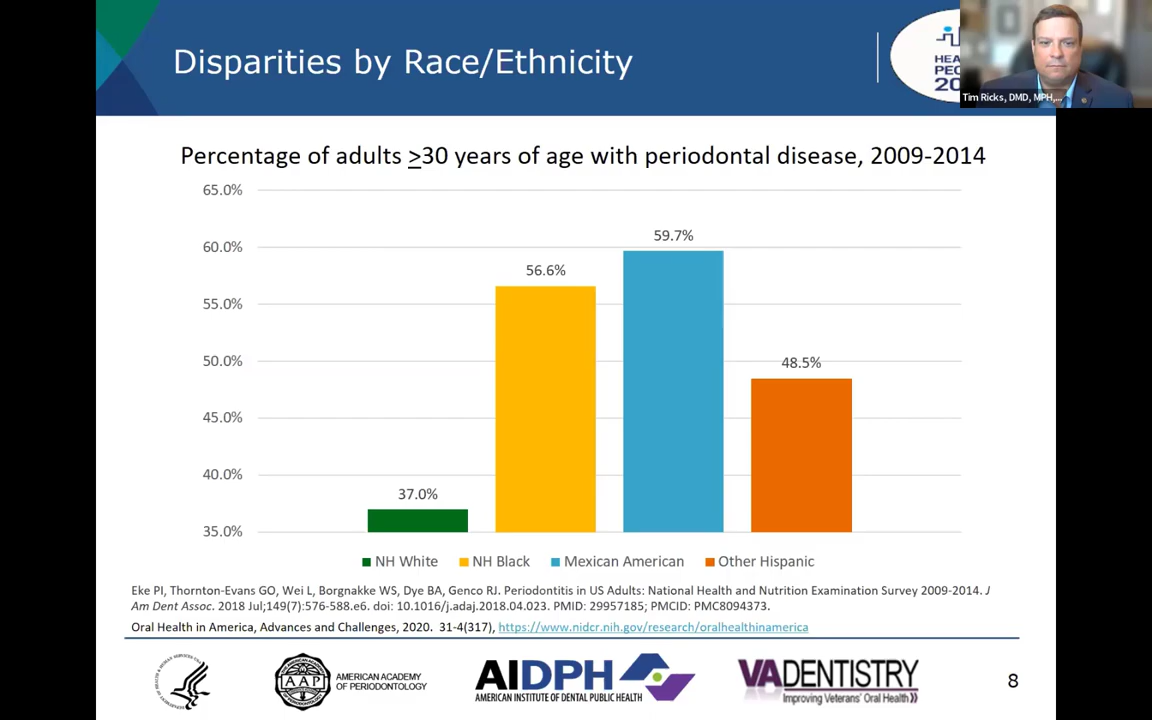 Disparities by Race/Ethnicity
Tim Ricks, DMD, MPH,...
Percentage of adults >30 years of age with periodontal disease, 2009-2014
65.0%
60.0%
55.0%
50.0%
45.0%
40.0%
35.0%
37.0%
56.6%
59.7%
48.5%
NH White NH Black Mexican American Other Hispanic
Eke PI, Thornton-Evans GO, Wei L, Borgnakke WS, Dye BA, Genco RJ. Periodontitis in US Adults: National Health and Nutrition Examination Survey 2009-2014. J
Am Dent Assoc. 2018 Jul;149(7):576-588.e6. doi: 10.1016/j.adaj.2018.04.023. PMID: 29957185; PMCID: PMC8094373.
Oral Health in America, Advances and Challenges, 2020. 31-4(317), https://www.nidcr.nih.gov/research/oralhealthinamerica
AAP
AMERICAN ACADEMY
OF PERIODONTOLOGY
AIDPH
AMERICAN INSTITUTE OF DENTAL PUBLIC HEALTH
VADENTISTRY
Improving Veterans' Oral Health
8